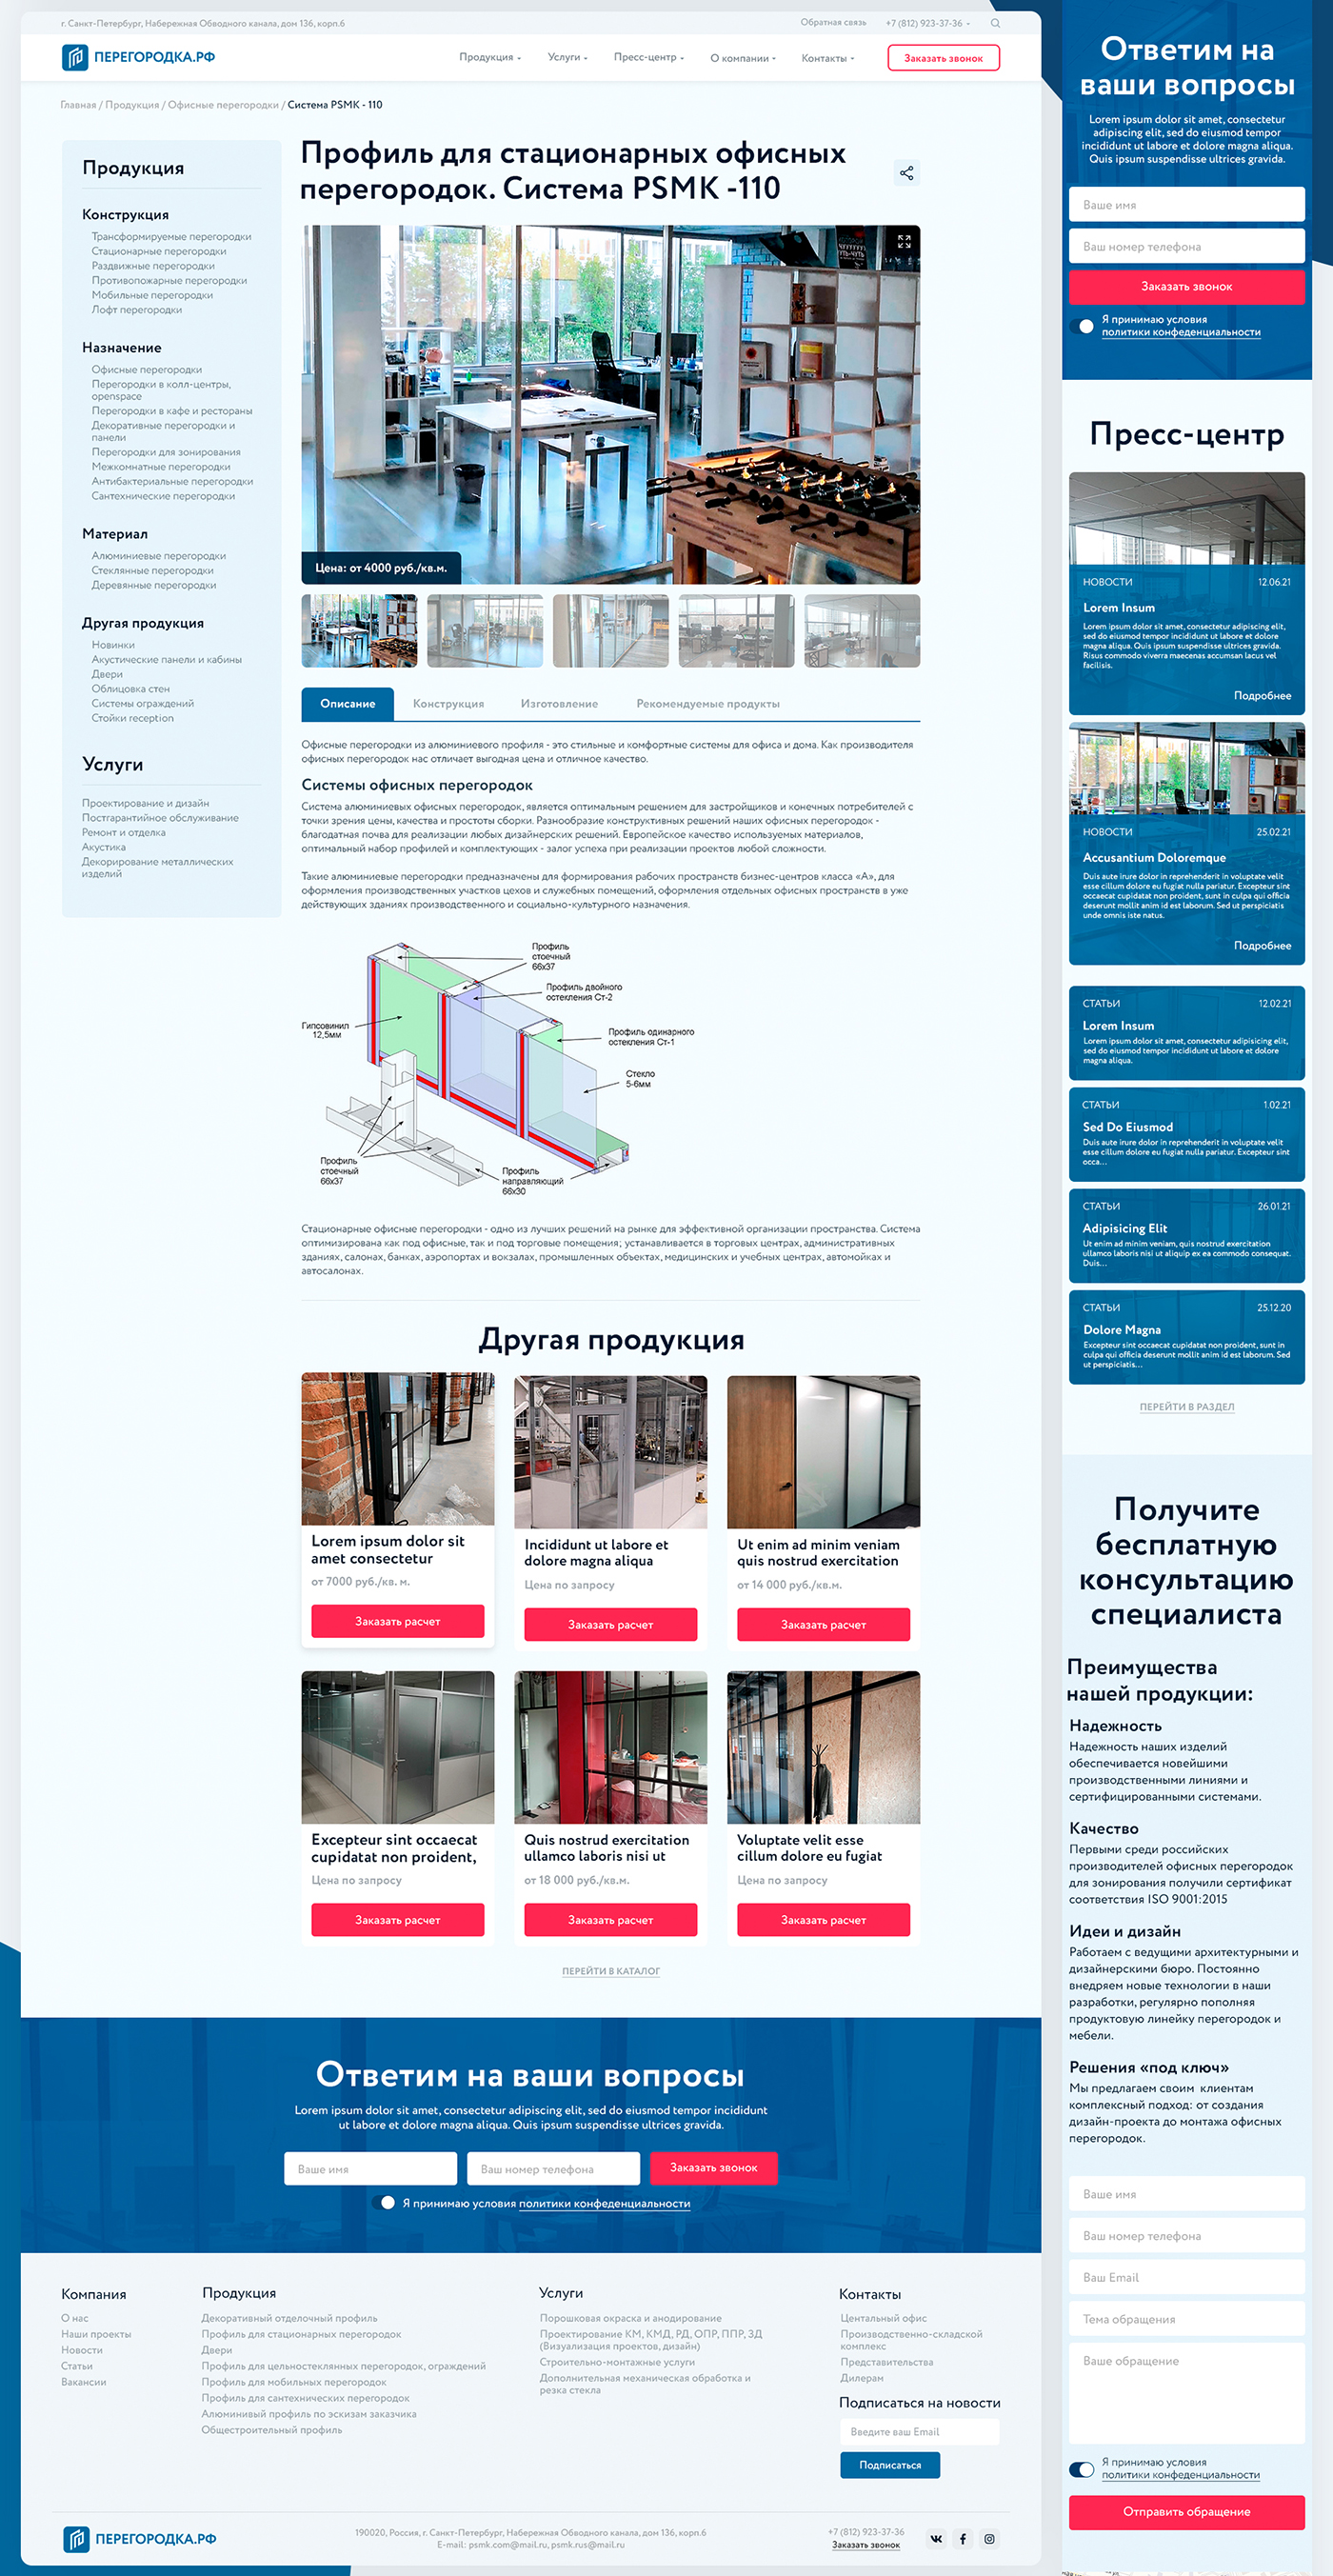 г. Санкт-Петербург, Набережная Обводного канала, дом 136, корп.6
Обратная связь
+7 (812) 923-37-36
ПЕРЕГОРОДКА.РФ
Продукция
Услуги
Пресс-центр
О компании
Контакты
Заказать звонок
Главная / Продукция / Офисные перегородки / Система PSMK - 110
Продукция
Конструкция
Трансформируемые перегородки
Стационарные перегородки
Раздвижные перегородки
Противопожарные перегородки
Мобильные перегородки
Лофт перегородки
Назначение
Офисные перегородки
Перегородки в колл-центры,
openspace
Перегородки в кафе и рестораны
Декоративные перегородки и
панели
Перегородки для зонирования
Межкомнатные перегородки
Антибактериальные перегородки
Сантехнические перегородки
Материал
Алюминиевые перегородки
Стеклянные перегородки
Деревянные перегородки
Другая продукция
Новинки
Акустические панели и кабины
Двери
Облицовка стен
Системы ограждений
Стойки reception
Услуги
Проектирование и дизайн
Постгарантийное обслуживание
Ремонт и отделка
Акустика
Декорирование металлических
изделий
Профиль для стационарных офисных
перегородок. Система PSMK -110
Цена: от 4000 руб./кв.м.
Описание
Конструкция
Изготовление
Рекомендуемые продукты
Офисные перегородки из алюминиевого профиля - это стильные и комфортные системы для офиса и дома. Как производителя
офисных перегородок нас отличает выгодная цена и отличное качество.
Системы офисных перегородок
Система алюминиевых офисных перегородок, является оптимальным решением для застройщиков и конечных потребителей с
точки зрения цены, качества и простоты сборки. Разнообразие конструктивных решений наших офисных перегородок -
благодатная почва для реализации любых дизайнерских решений. Европейское качество используемых материалов,
оптимальный набор профилей и комплектующих - залог успеха при реализации проектов любой сложности.
Такие алюминиевые перегородки предназначены для формирования рабочих пространств бизнес-центров класса «А», для
оформления производственных участков цехов и служебных помещений, оформления отдельных офисных пространств в уже
действующих зданиях производственного и социально-культурного назначения.
Профиль
стоечный
66х37
Профиль двойного
остекления Ст-2
Гипсовинил
12,5мм
Профиль одинарного
остекления Ст-1
Стекло
5-6мм
Профиль
стоечный
66х37
Профиль
направляющий
66х30
Стационарные офисные перегородки - одно из лучших решений на рынке для эффективной организации пространства. Система
оптимизирована как под офисные, так и под торговые помещения; устанавливается в торговых центрах, административных
зданиях, салонах, банках, аэропортах и вокзалах, промышленных объектах, медицинских и учебных центрах, автомойках и
автосалонах.
Другая продукция
Lorem ipsum dolor sit
amet consectetur
от 7000 руб./кв. м.
Заказать расчет
Incididunt ut labore et
dolore magna aliqua
Цена по запросу
Заказать расчет
Ut enim ad minim veniam
quis nostrud exercitation
от 14 000 руб./кв.м.
Заказать расчет
Excepteur sint occaecat
cupidatat non proident,
Цена по запросу
Заказать расчет
Quis nostrud exercitation
ullamco laboris nisi ut
от 18 000 руб./кв.м.
Заказать расчет
Voluptate velit esse
cillum dolore eu fugiat
Цена по запросу
Заказать расчет
ПЕРЕЙТИ В КАТАЛОГ
Ответим на ваши вопросы
Lorem ipsum dolor sit amet, consectetur adipiscing elit, sed do eiusmod tempor incididunt
ut labore et dolore magna aliqua. Quis ipsum suspendisse ultrices gravida.
Ваше имя
Ваш номер телефона
Заказать звонок
Я принимаю условия политики конфеденциальности
Компания
О нас
Наши проекты
Новости
Статьи
Вакансии
Продукция
Декоративный отделочный профиль
Профиль для стационарных перегородок
Двери
Профиль для цельностеклянных перегородок, ограждений
Профиль для мобильных перегородок
Профиль для сантехнических перегородок
Алюминивый профиль по эскизам заказчика
Общестроительный профиль
Услуги
Порошковая окраска и анодирование
Проектирование КМ, КМД, РД, ОПР, ППР, ЗД
(Визуализация проектов, дизайн)
Строительно-монтажные услуги
Дополнительная механическая обработка и
резка стекла
Контакты
Центальный офис
Производственно-складской
комплекс
Представительства
Дилерам
Подписаться на новости
Введите ваш Email
Подписаться
ПЕРЕГОРОДКА.РФ
190020, Россия, г. Санкт-Петербург, Набережная Обводного канала, дом 136, корп.6
E-mail: psmk.com@mail.ru, psmk.rus@mail.ru
+7 (812) 923-37-36
Заказать звонок
Ответим на
ваши вопросы
Lorem ipsum dolor sit amet, consectetur
adipiscing elit, sed do eiusmod tempor
incididunt ut labore et dolore magna aliqua.
Quis ipsum suspendisse ultrices gravida.
Ваше имя
Ваш номер телефона
Заказать звонок
Я принимаю условия
политики конфеденциальности
Пресс-центр
НОВОСТИ
12.06.21
Lorem Insum
Lorem ipsum dolor sit amet, consectetur adipiscing elit,
sed do eiusmod tempor incididunt ut labore et dolore
magna aliqua. Quis ipsum suspendisse ultrices gravida.
Risus commodo viverra maecenas accumsan lacus vel
facilisis.
Подробнее
НОВОСТИ
25.02.21
Accusantium Doloremque
Duis aute irure dolor in reprehenderit in voluptate velit
esse cillum dolore eu fugiat nulla pariatur. Excepteur sint
occaecat cupidatat non proident, sunt in culpa qui officia
deserunt mollit anim id est laborum. Sed ut perspiciatis
unde omnis iste natus.
Подробнее
СТАТЬИ
12.02.21
Lorem Insum
Lorem ipsum dolor sit amet, consectetur adipisicing elit,
sed do eiusmod tempor incididunt ut labore et dolore
magna aliqua.
СТАТЬИ
1.02.21
Sed Do Eiusmod
Duis aute irure dolor in reprehenderit in voluptate velit
esse cillum dolore eu fugiat nulla pariatur. Excepteur sint
occa...
СТАТЬИ
26.01.21
Adipisicing Elit
Ut enim ad minim veniam, quis nostrud exercitation
ullamco laboris nisi ut aliquip ex ea commodo consequat.
Duis...
СТАТЬИ
25.12.20
Dolore Magna
Excepteur sint occaecat cupidatat non proident, sunt in
culpa qui officia deserunt mollit anim id est laborum. Sed
ut perspiciatis...
ПЕРЕЙТИ В РАЗДЕЛ
Получите
бесплатную
консультацию
специалиста
Преимущества
нашей продукции:
Надежность
Надежность наших изделий
обеспечивается новейшими
производственными линиями и
сертифицированными системами.
Качество
Первыми среди российских
производителей офисных перегородок
для зонирования получили сертификат
соответствия ISO 9001:2015
Идеи и дизайн
Работаем с ведущими архитектурными и
дизайнерскими бюро. Постоянно
внедряем новые технологии в наши
разработки, регулярно пополняя
продуктовую линейку перегородок и
мебели.
Решения «под ключ»
Мы предлагаем своим клиентам
комплексный подход: от создания
дизайн-проекта до монтажа офисных
перегородок.
Ваше имя
Ваш номер телефона
Ваш Email
Тема обращения
Ваше обращение
Я принимаю условия
политики конфеденциальности
Отправить обращение